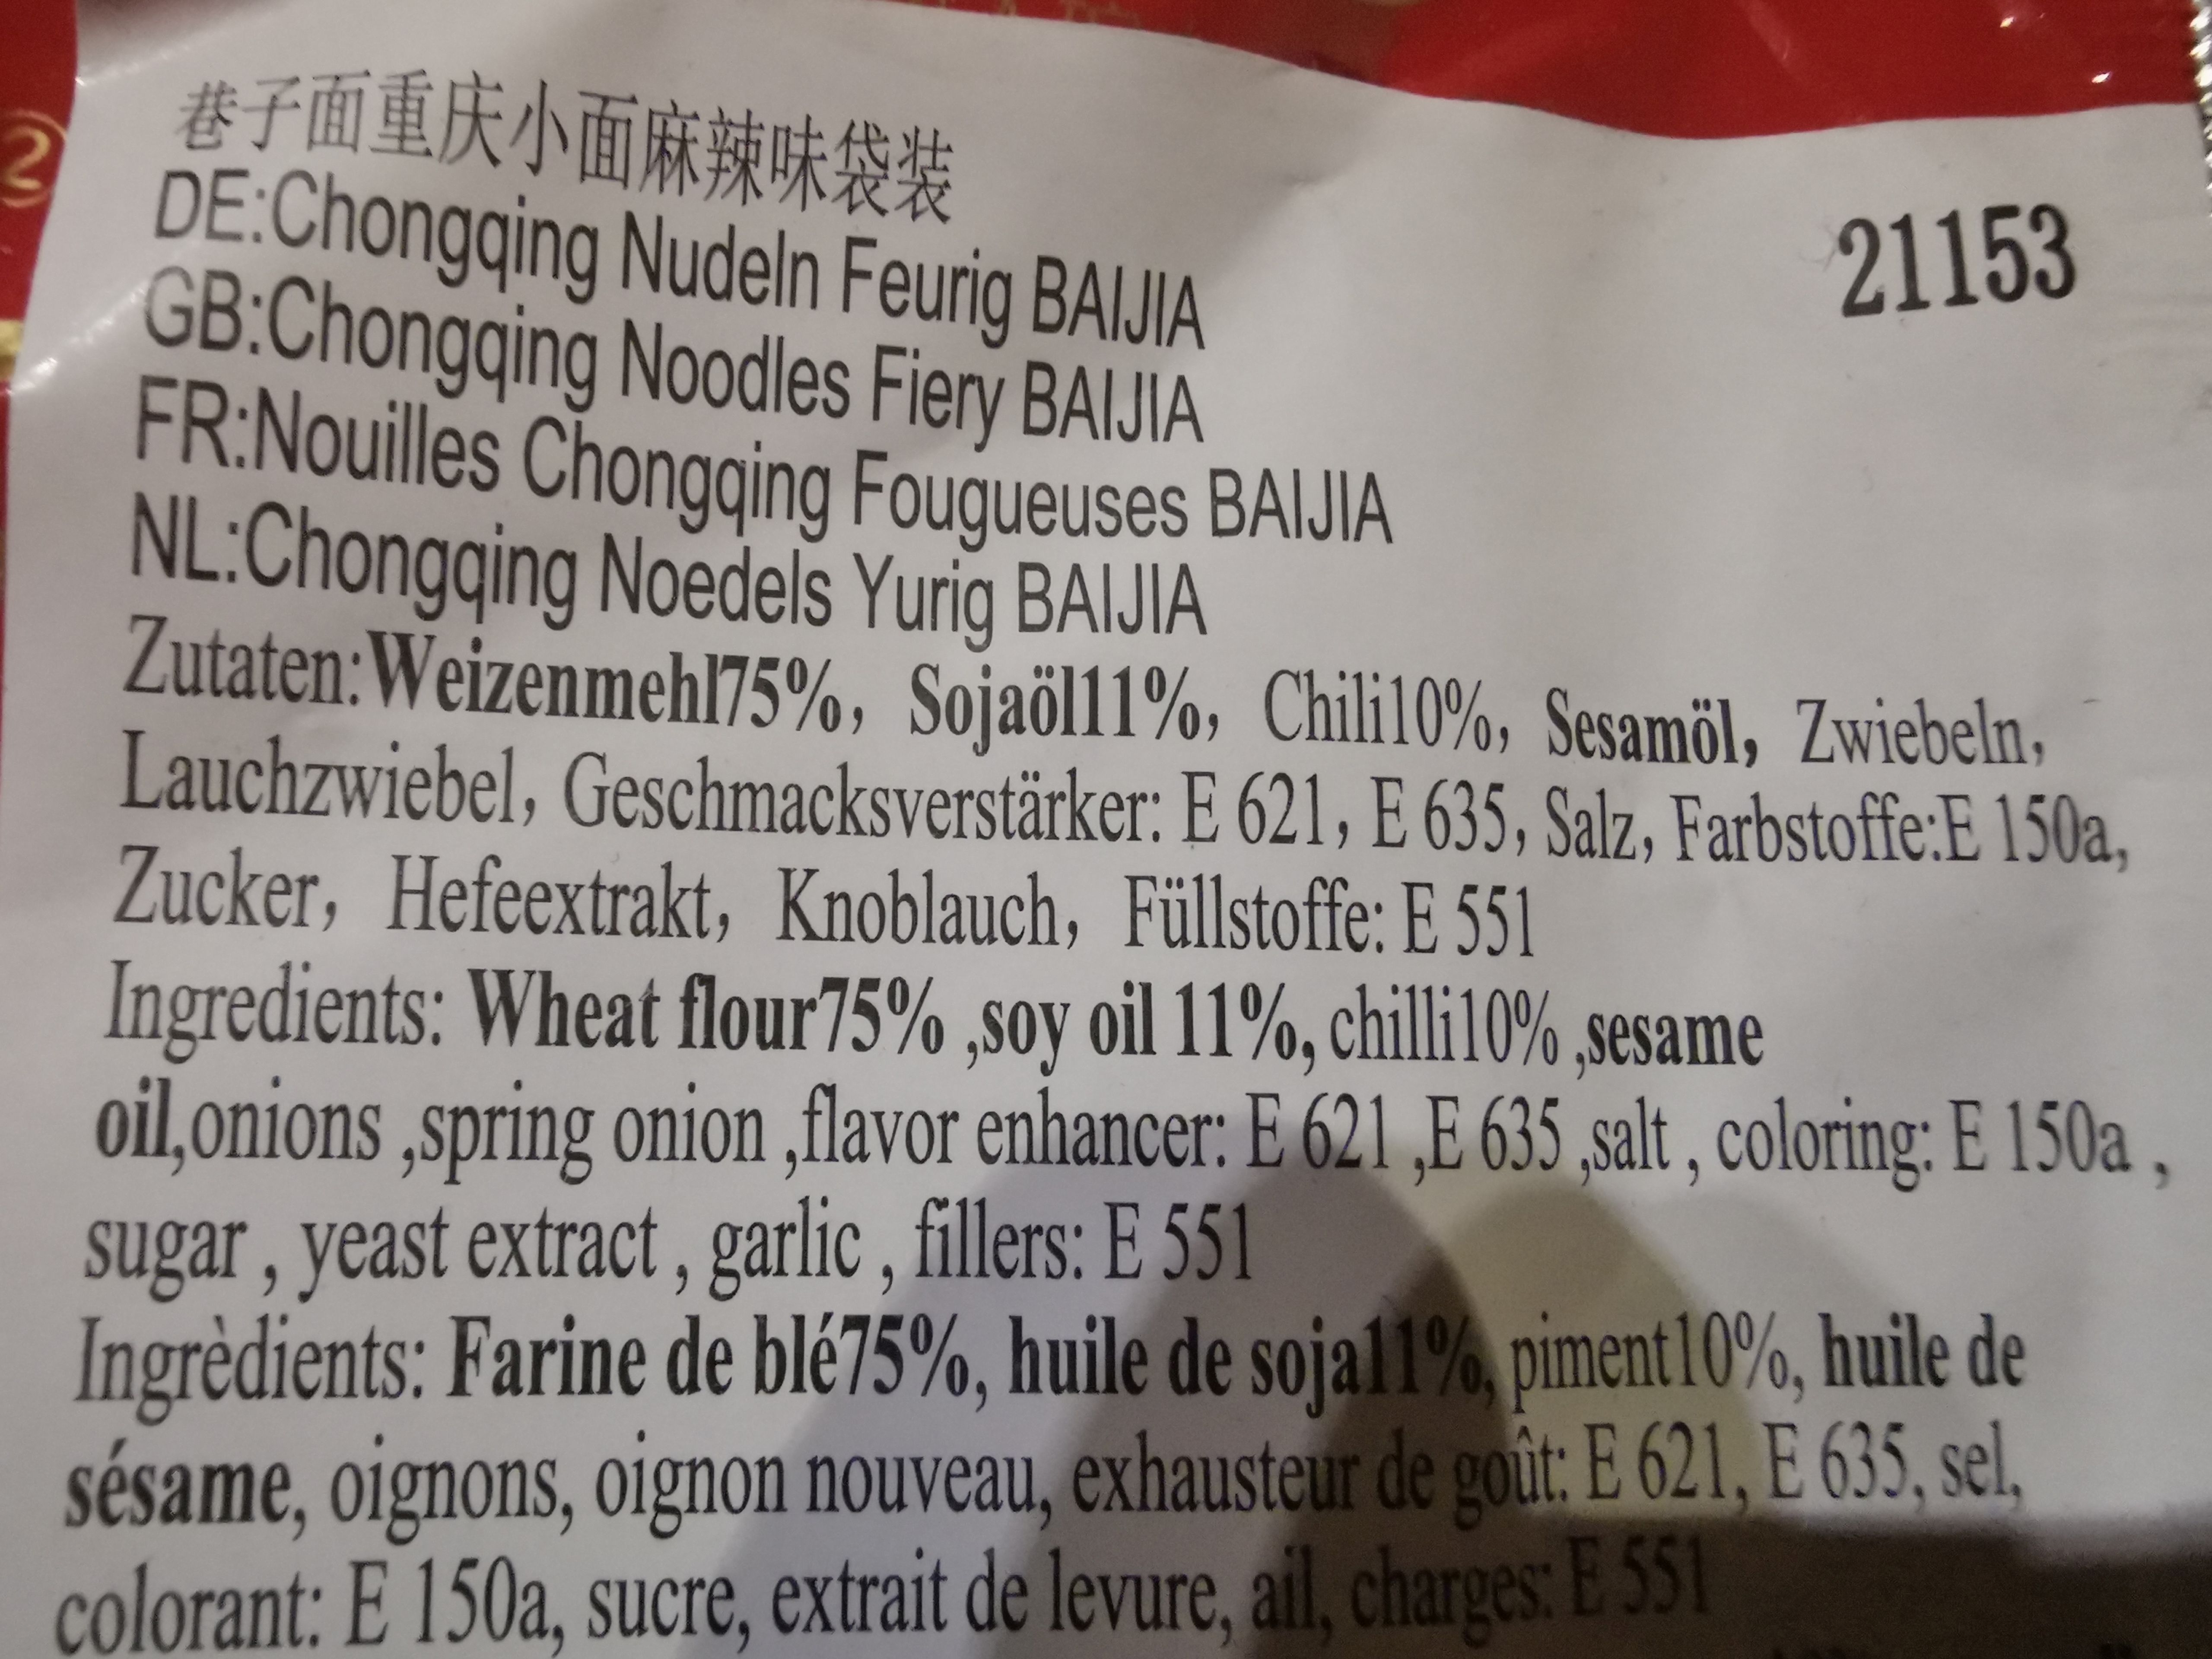 巷子面重庆小面麻辣味袋装
21153
DE:Chongqing Nudeln Feurig BAIJIA
GB:Chongqing Noodles Fiery BAIJIA
FR:Nouilles Chongqing Fougueuses BAIJIA
NL:Chongqing Noedels Yurig BAIJIA
Zutaten:Weizenmehl75%, Sojaöl11%, Chili10%, Sesamöl, Zwiebeln,
Lauchzwiebel, Geschmacksverstärker: E 621, E 635, Salz, Farbstoffe:E 150a,
Zucker, Hefeextrakt, Knoblauch, Füllstoffe: E 551
Ingredients: Wheat flour75% ,soy oil 11%, chilli10% ,sesame
oil,onions ,spring onion ,flavor enhancer: E 621 ,E 635 ,salt , coloring: E 150a ,
sugar , yeast extract , garlic , fillers: E 551
Ingrèdients: Farine de blé75%, huile de soja11%, piment10%, huile de
sésame, oignons, oignon nouveau, exhausteur de goût: E 621, E 635, sel,
colorant: E 150a, sucre, extrait de levure, ail, charges: E 551